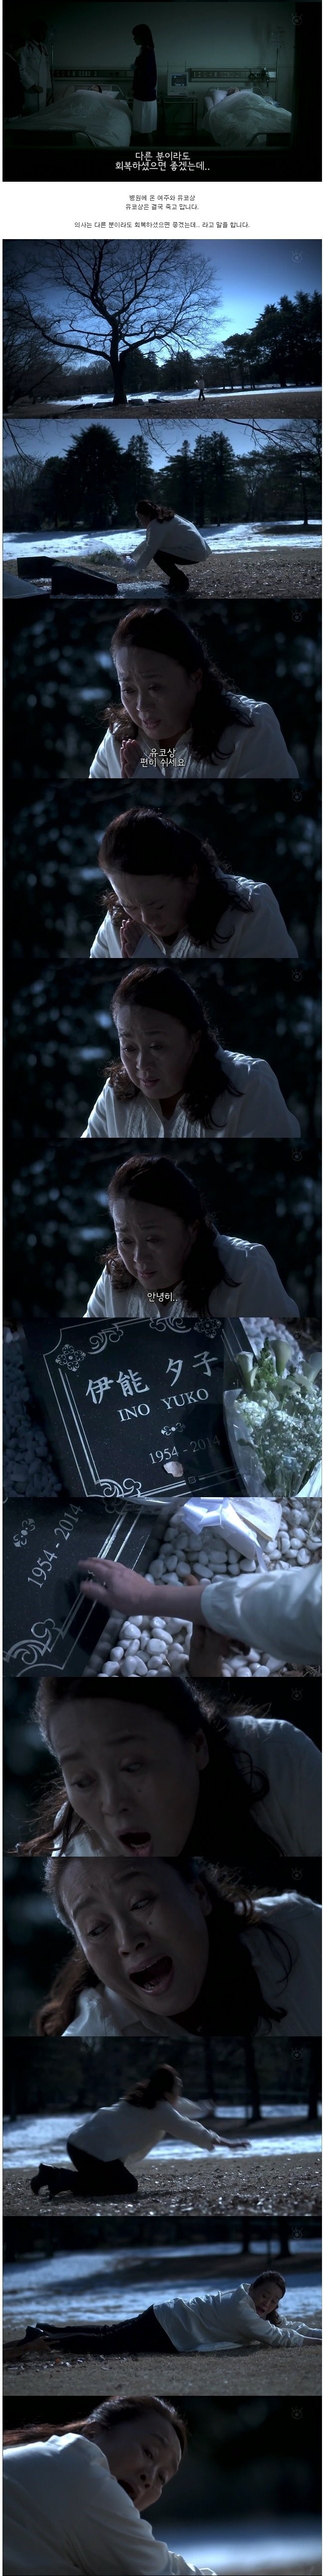 다른 분이라도
회복하셨으면 좋겠는데..
병원에 온 여주와 유코상
유코상은 결국 죽고 맙니다.
의사는 다른 분이라도 회복하셨으면 좋겠는데.. 라고 말을 합니다.
유코상
편이 쉬세요
안녕히..
伊能 夕子
INO YUKO
1954 - 2014
1954 - 2014